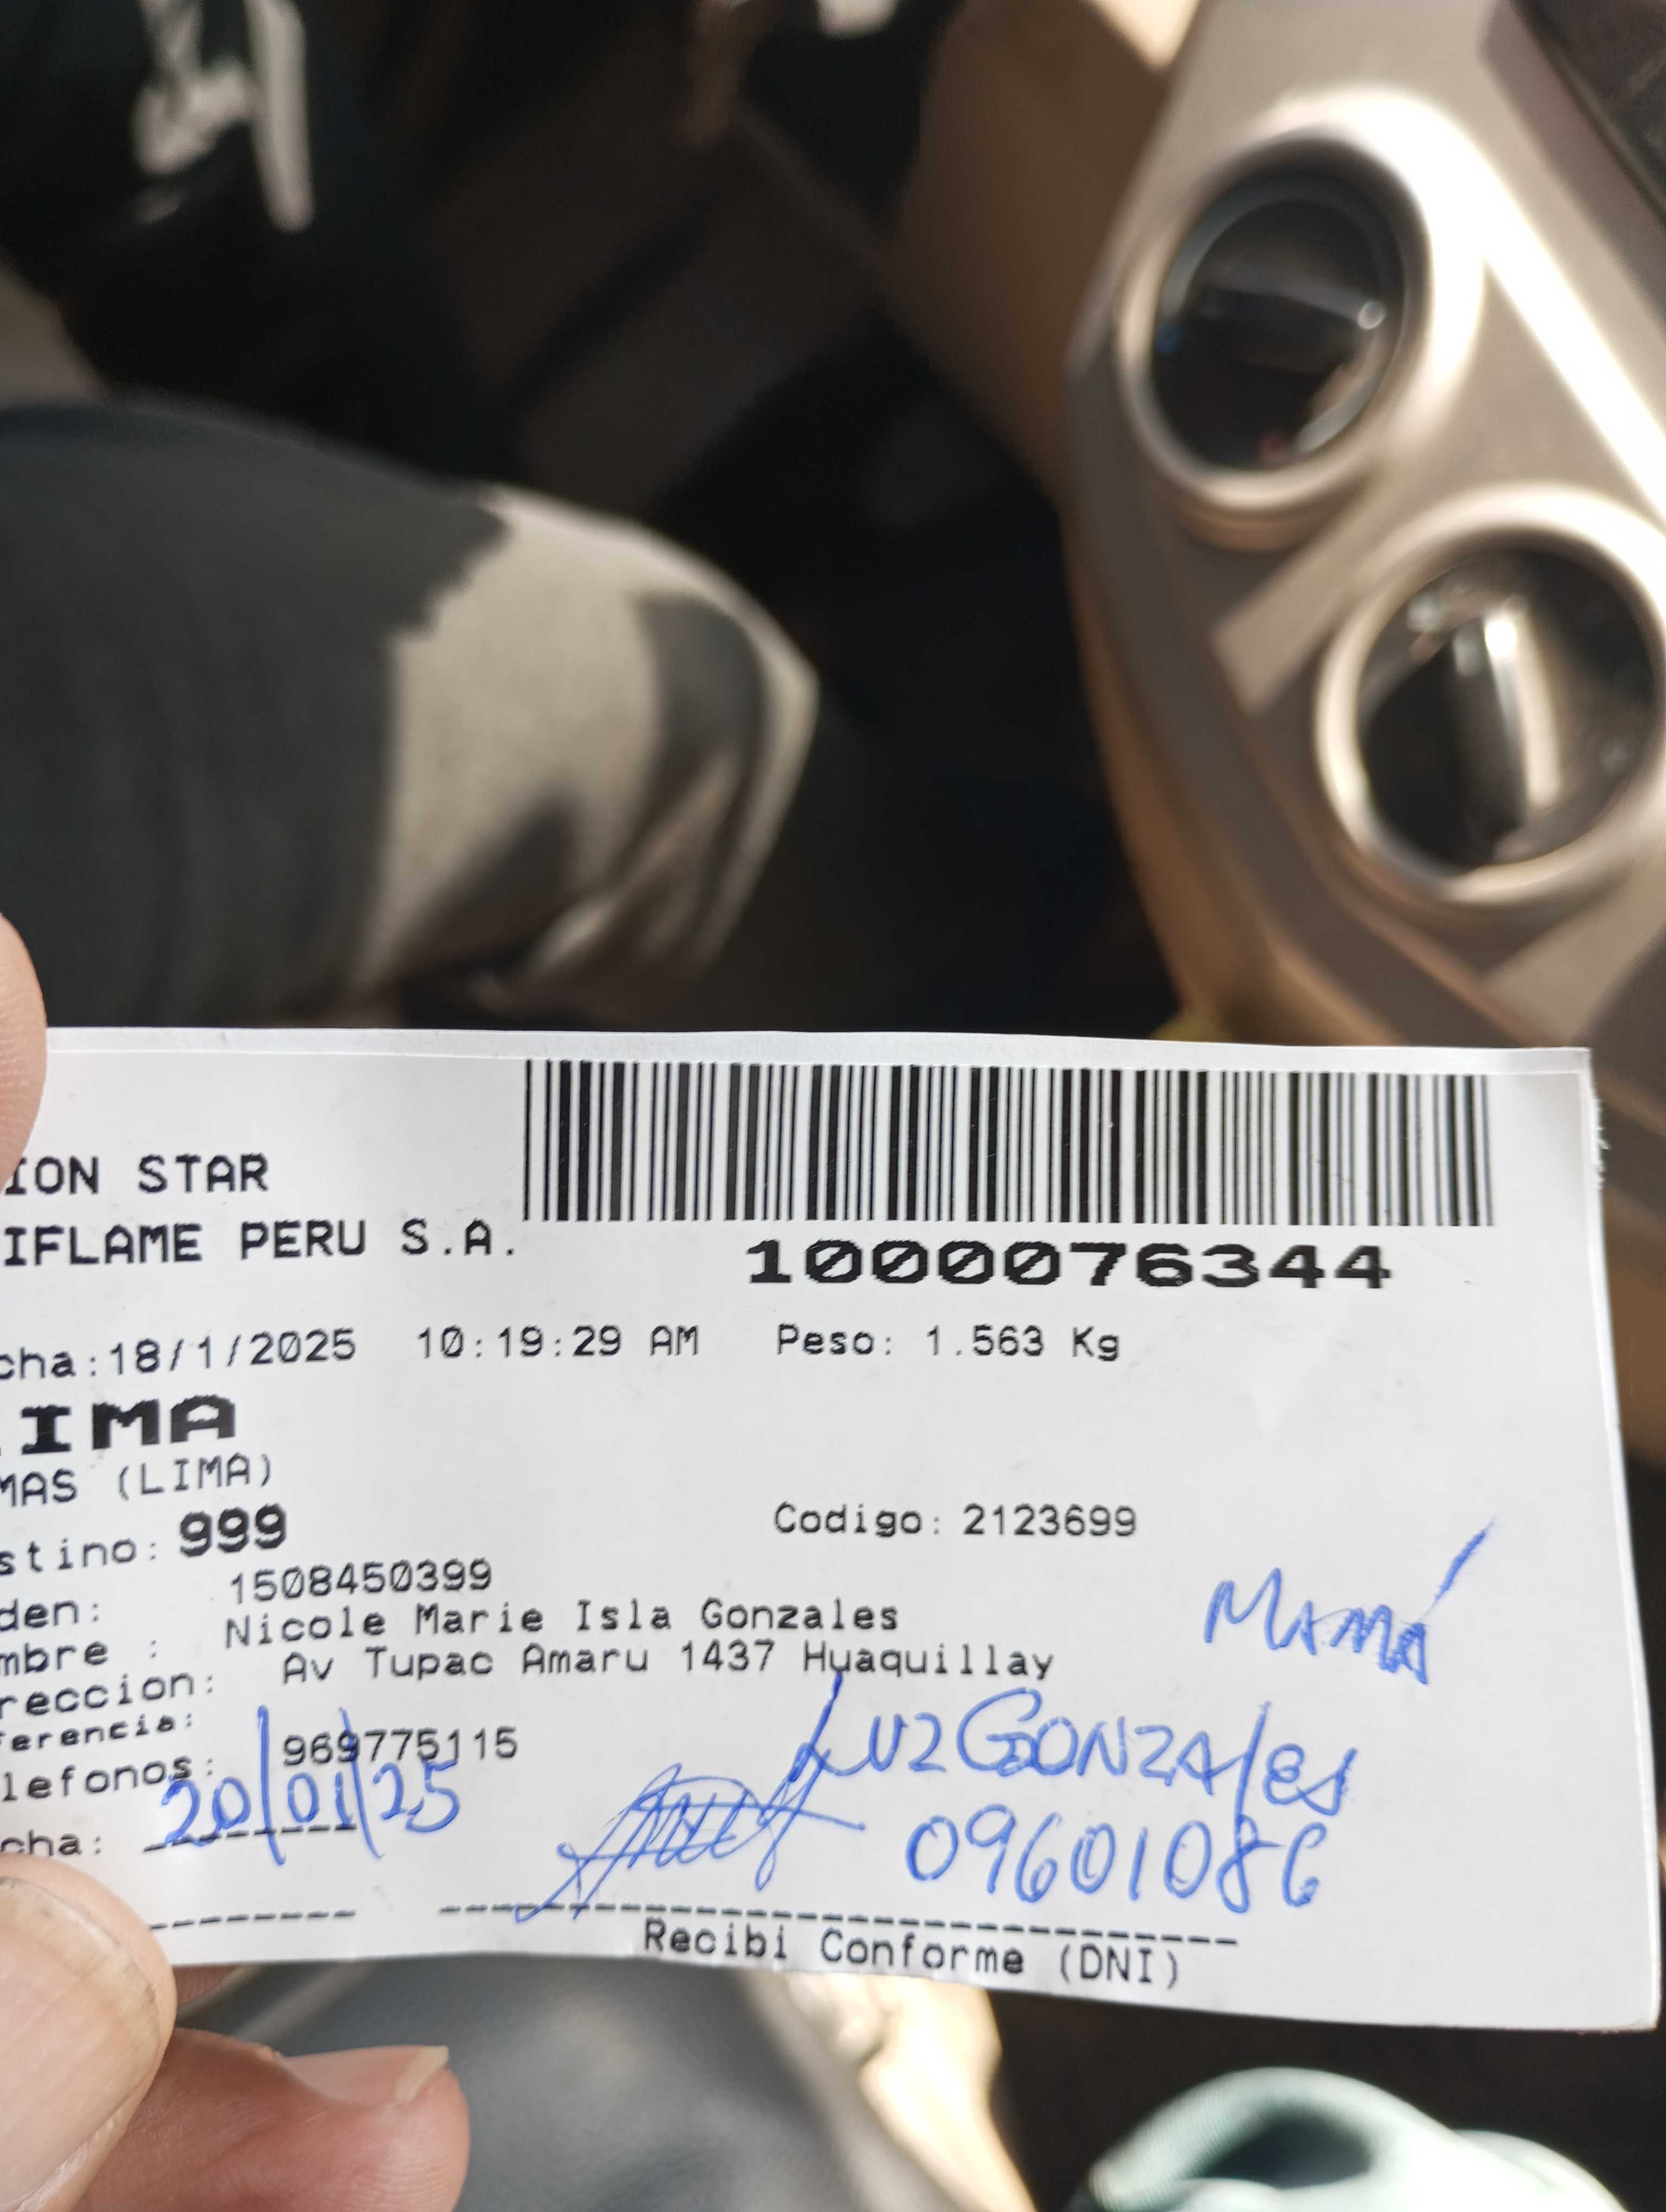 ION STAR
IFLAME PERU S.A.
1000076344
cha:18/1/2025 10:19:29 AM Peso: 1.563 Kg
IMA
MAS (LIMA)
stino: 999 Codigo: 2123699
den: 1508450399
mbre : Nicole Marie Isla Gonzales
reccion: Av Tupac Amaru 1437 Huaquillay
MAMÁ
ferencia:
lefonos: 969775115
LUZ GONZALES
cha: 20/01/25
09601086
Recibi Conforme (DNI)